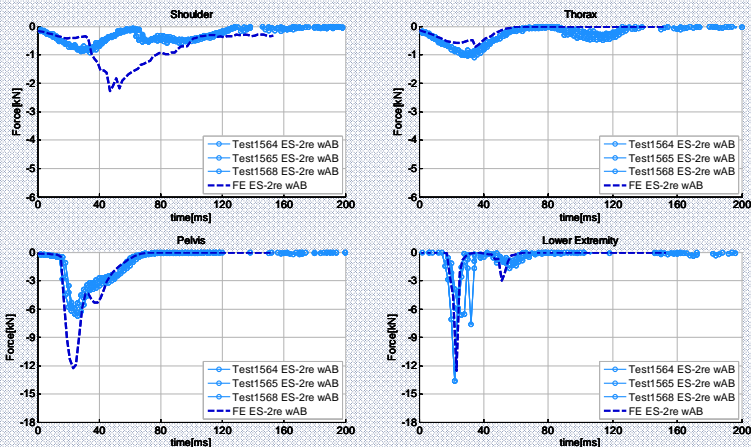 Shoulder
0
-1
-2
-3
-4
-5
-6
Force[kN]
0
40
80
120
160
200
time[ms]
Test1564 ES-2re wAB
Test1565 ES-2re wAB
Test1568 ES-2re wAB
FE ES-2re wAB
Thorax
0
-1
-2
-3
-4
-5
-6
Force[kN]
0
40
80
120
160
200
time[ms]
Test1564 ES-2re wAB
Test1565 ES-2re wAB
Test1568 ES-2re wAB
FE ES-2re wAB
Pelvis
0
-3
-6
-9
-12
-15
-18
Force[kN]
0
40
80
120
160
200
time[ms]
Test1564 ES-2re wAB
Test1565 ES-2re wAB
Test1568 ES-2re wAB
FE ES-2re wAB
Lower Extremity
0
-3
-6
-9
-12
-15
-18
Force[kN]
0
40
80
120
160
200
time[ms]
Test1564 ES-2re wAB
Test1565 ES-2re wAB
Test1568 ES-2re wAB
FE ES-2re wAB